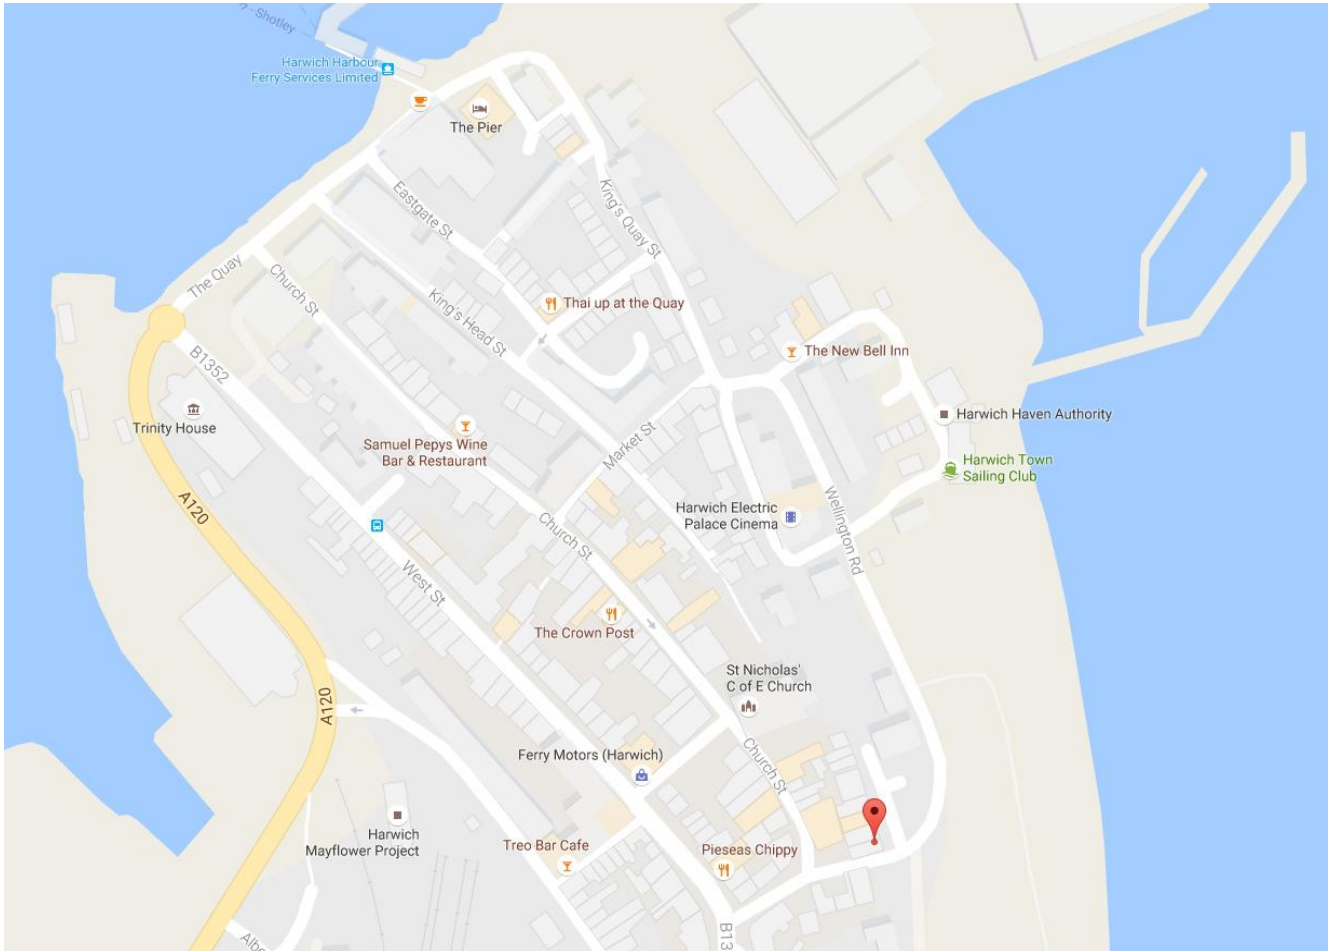 -Shotley
Harwich Harbour
Ferry Services Limited
The Pier
Eastgate St
King's Quay St
The Quay
Church St
King's Head St
Thai up at the Quay
B1352
The New Bell Inn
Trinity House
Samuel Pepys Wine
Bar & Restaurant
Market St
Harwich Haven Authority
Harwich Town
Sailing Club
A120
Harwich Electric
Palace Cinema
Wellington Rd
Church St
West St
The Crown Post
St Nicholas'
C of E Church
A120
Ferry Motors (Harwich)
Church St
Harwich
Mayflower Project
Treo Bar Cafe
Pieseas Chippy
B13
Albe